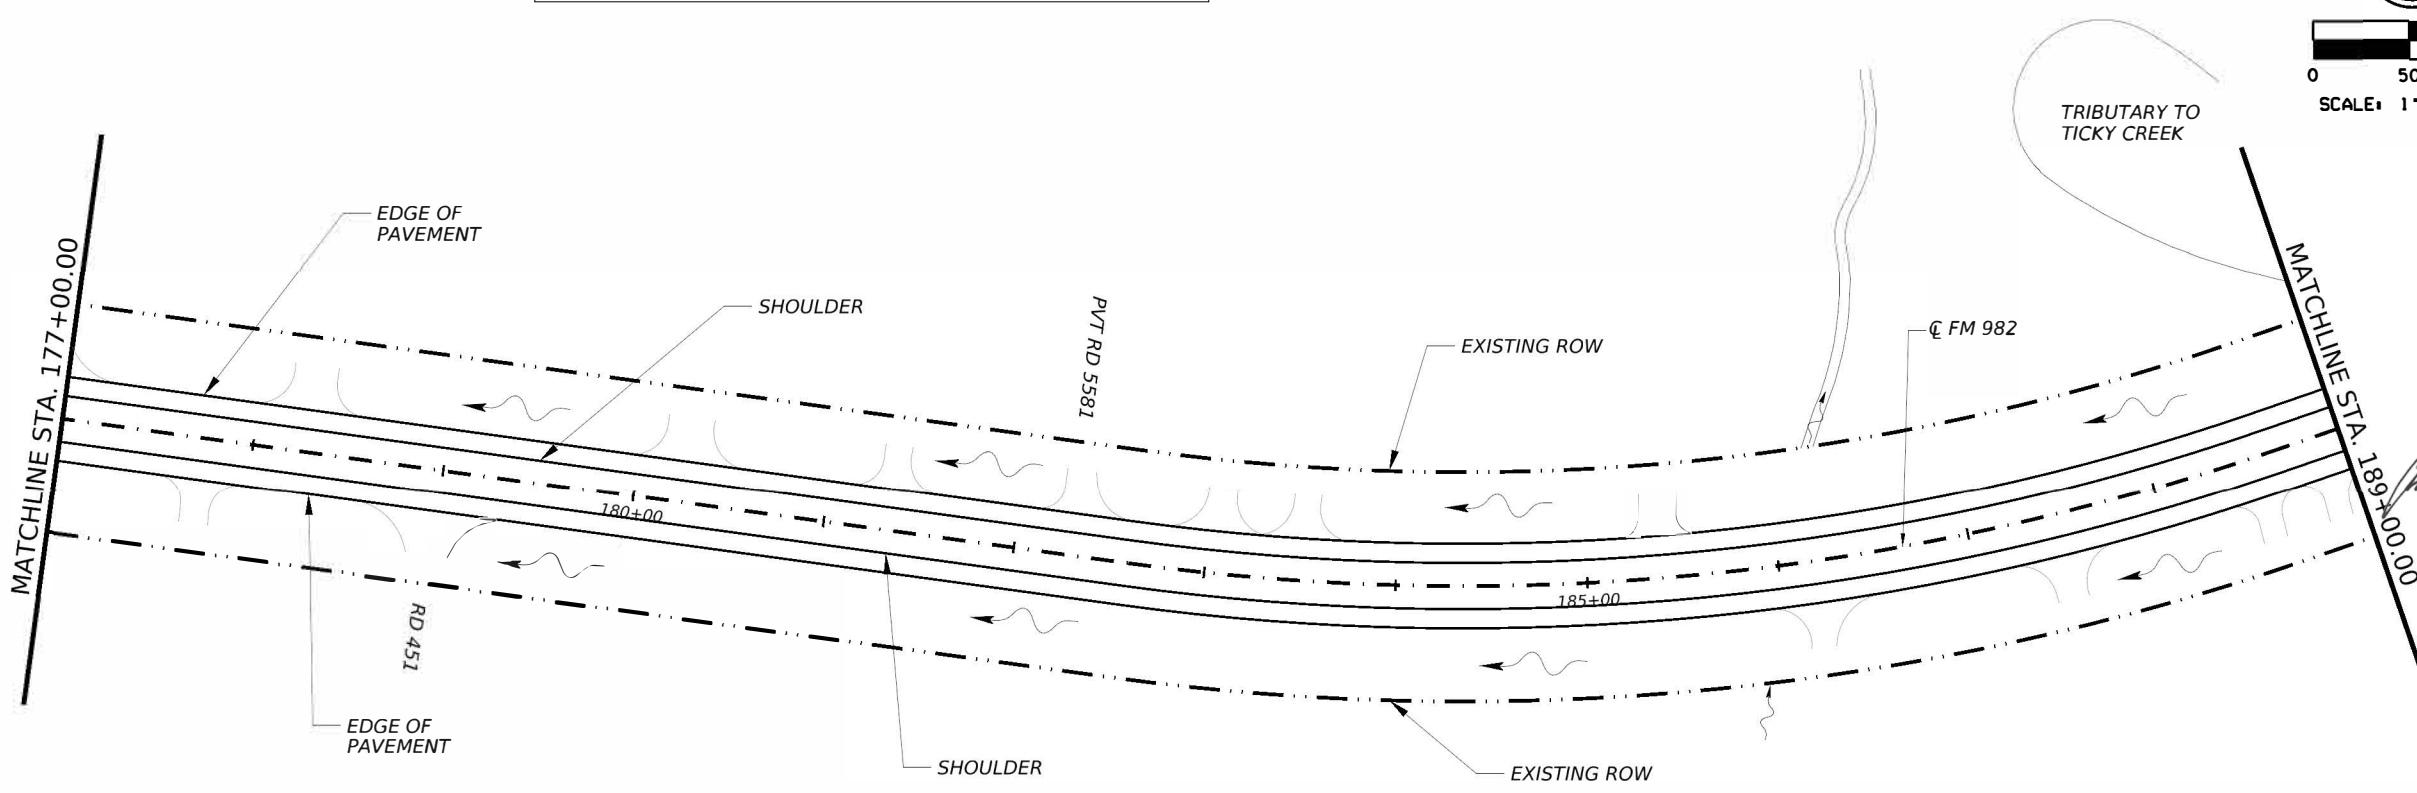 0 50
SCALE: 1"
TRIBUTARY TO
TICKY CREEK
EDGE OF
PAVEMENT
SHOULDER
PVT RD 5581
EXISTING ROW
℄ FM 982
MATCHLINE STA. 177+00.00
MATCHLINE STA. 189+00.00
180+00
185+00
RD 451
EDGE OF
PAVEMENT
SHOULDER
EXISTING ROW